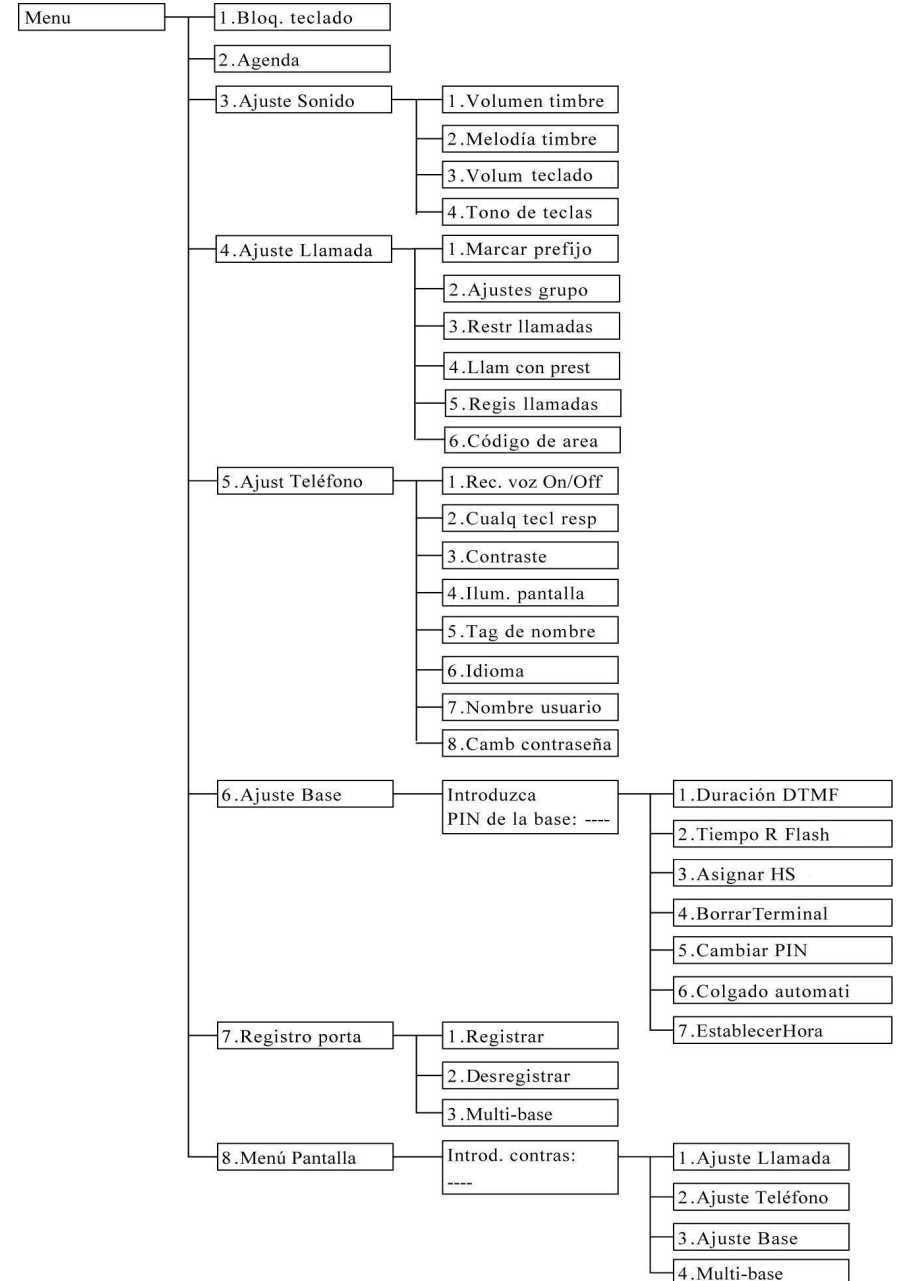 Menu
1.Bloq. teclado
2.Agenda
3.Ajuste Sonido
1.Volumen timbre
2.Melodía timbre
3.Volum teclado
4.Tono de teclas
4.Ajuste Llamada
1.Marcar prefijo
2.Ajustes grupo
3.Restr llamadas
4.Llam con prest
5.Regis llamadas
6.Código de area
5.Ajust Teléfono
1.Rec. voz On/Off
2.Cualq tecl resp
3.Contraste
4.Ilum. pantalla
5.Tag de nombre
6.Idioma
7.Nombre usuario
8.Camb contraseña
6.Ajuste Base
Introduzca
PIN de la base: ----
1.Duración DTMF
2.Tiempo R Flash
3.Asignar HS
4.BorrarTerminal
5.Cambiar PIN
6.Colgado automati
7.EstablecerHora
7.Registro porta
1.Registrar
2.Desregistrar
3.Multi-base
8.Menú Pantalla
Introd. contras:
----
1.Ajuste Llamada
2.Ajuste Teléfono
3.Ajuste Base
4.Multi-base